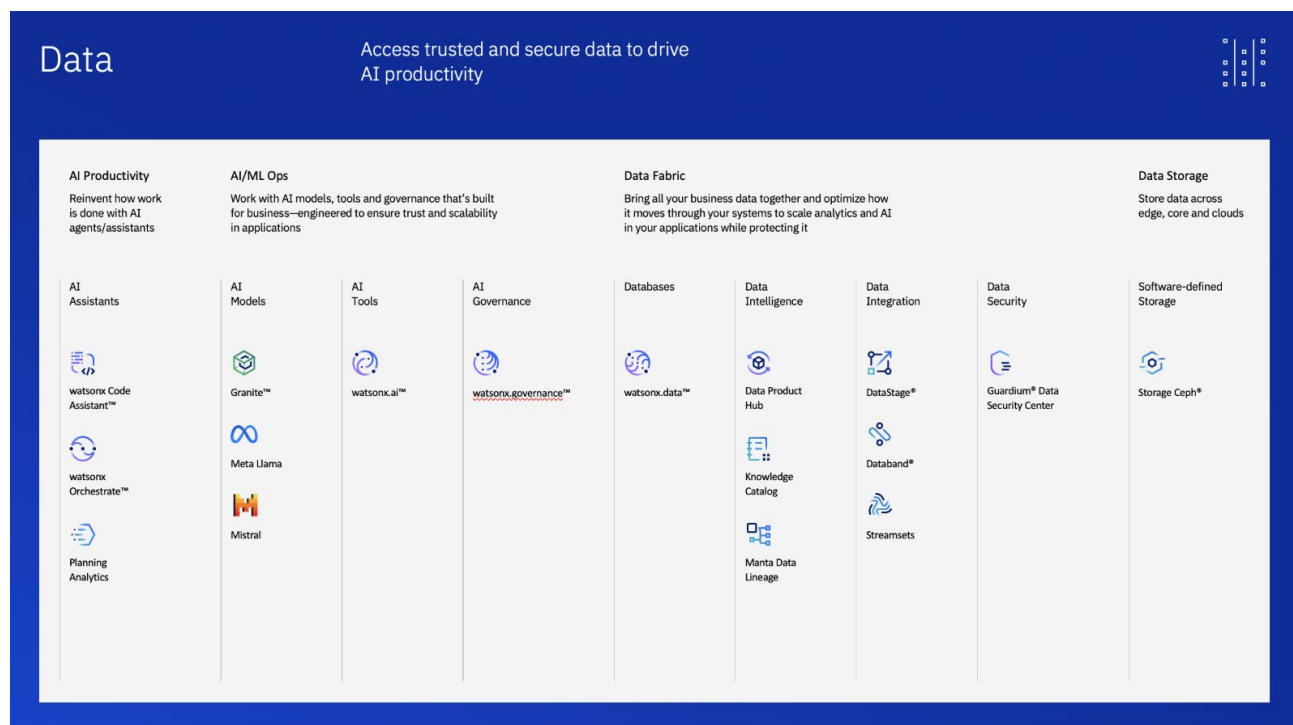 Data
Access trusted and secure data to drive
AI productivity
AI Productivity
Reinvent how work
is done with AI
agents/assistants
AI/ML Ops
Work with AI models, tools and governance that's built
for business—engineered to ensure trust and scalability
in applications
Data Fabric
Bring all your business data together and optimize how
it moves through your systems to scale analytics and AI
in your applications while protecting it
Data Storage
Store data across
edge, core and clouds
AI
Assistants
watsonx Code
Assistant™
watsonx
Orchestrate™
Planning
Analytics
AI
Models
Granite™
Meta Llama
Mistral
AI
Tools
watsonx.ai™
AI
Governance
watsonx.governance™
Databases
watsonx.data™
Data
Intelligence
Data Product
Hub
Knowledge
Catalog
Manta Data
Lineage
Data
Integration
DataStage®
Databand®
Streamsets
Data
Security
Guardium® Data
Security Center
Software-defined
Storage
Storage Ceph®